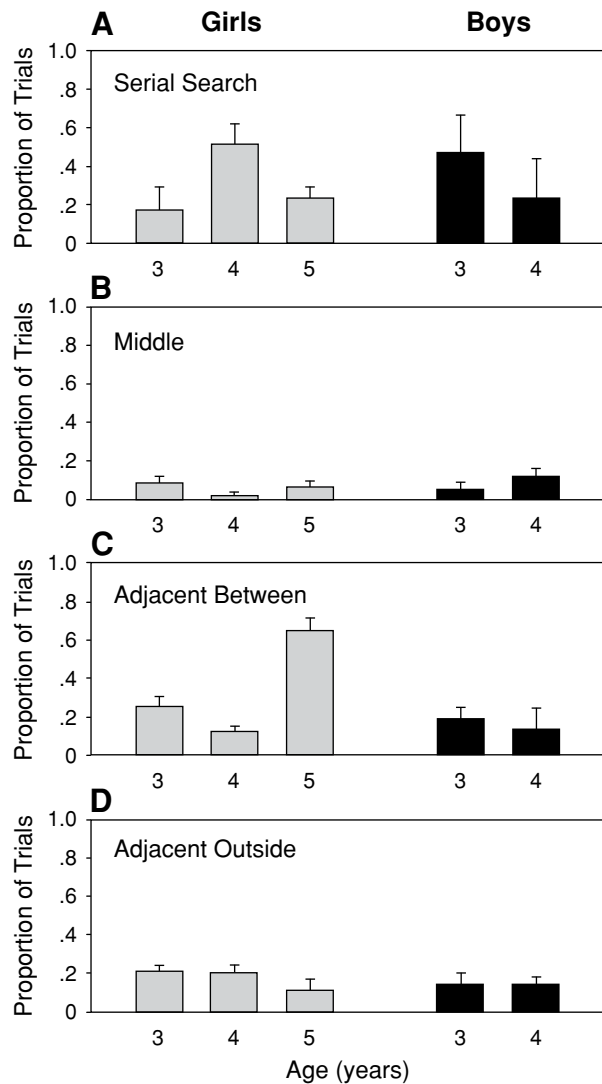 A Girls Boys
Proportion of Trials
1.0
.8
.6
.4
.2
0
Serial Search
3 4 5 3 4
B
Proportion of Trials
1.0
.8
.6
.4
.2
0
Middle
3 4 5 3 4
C
Proportion of Trials
1.0
.8
.6
.4
.2
0
Adjacent Between
3 4 5 3 4
D
Proportion of Trials
1.0
.8
.6
.4
.2
0
Adjacent Outside
3 4 5 3 4
Age (years)